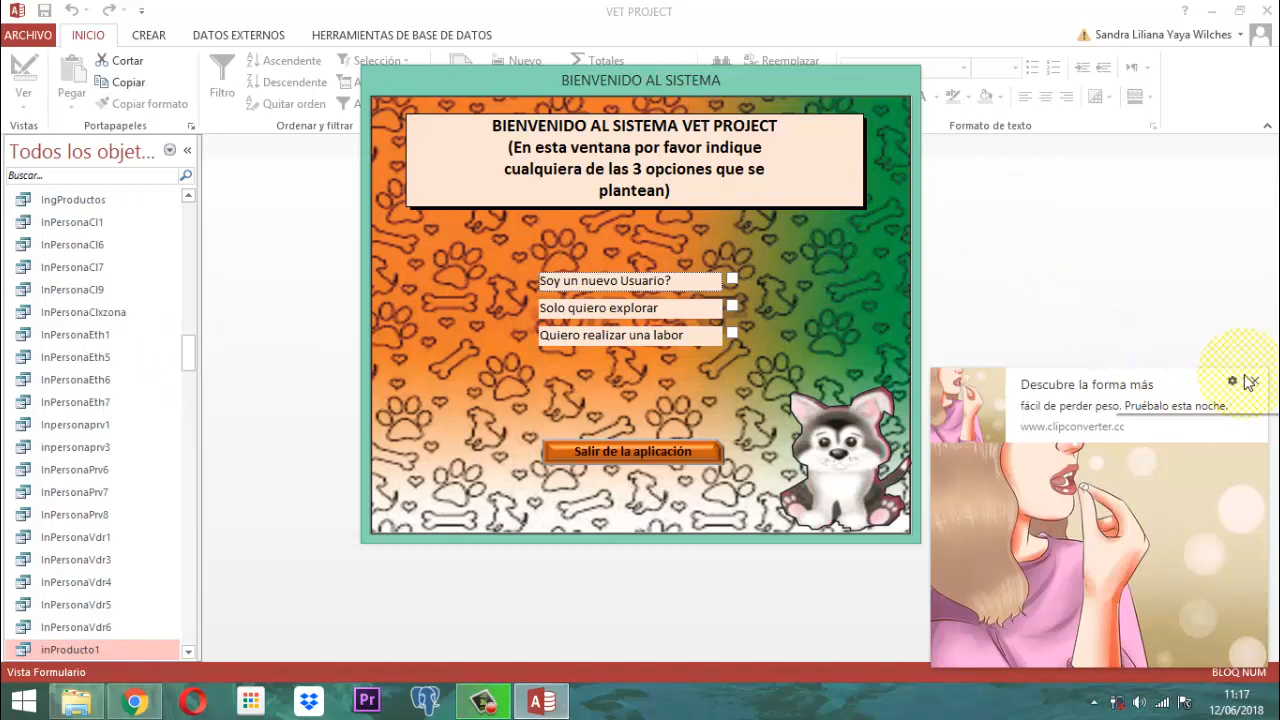 VET PROJECT
ARCHIVO
INICIO
CREAR
DATOS EXTERNOS
HERRAMIENTAS DE BASE DE DATOS
Sandra Liliana Yaya Wilches
Ver
Vistas
Pegar
Cortar
Copiar
Copiar formato
Portapapeles
Filtro
Ascendente
Descendente
Quitar orden
Selección
Ordenar y filtrar
Nuevo
Totales
Reemplazar
Formato de texto
Todos los objet...
Buscar...
ingProductos
InPersonaCI1
InPersonaCI6
InPersonaCI7
InPersonaCI9
InPersonaCIxzona
InPersonaEth1
InPersonaEth5
InPersonaEth6
InPersonaEth7
Inpersonaprv1
inpersonaprv3
InPersonaPrv6
InPersonaPrv7
InPersonaPrv8
InPersonaVdr1
InPersonaVdr3
InPersonaVdr4
InPersonaVdr5
InPersonaVdr6
inProducto1
BIENVENIDO AL SISTEMA
BIENVENIDO AL SISTEMA VET PROJECT
(En esta ventana por favor indique
cualquiera de las 3 opciones que se
plantean)
Soy un nuevo Usuario?
Solo quiero explorar
Quiero realizar una labor
Salir de la aplicación
Descubre la forma más
fácil de perder peso. Pruébalo esta noche.
www.clipconverter.cc
Vista Formulario
BLOQ NUM
Pr
11:17
12/06/2018